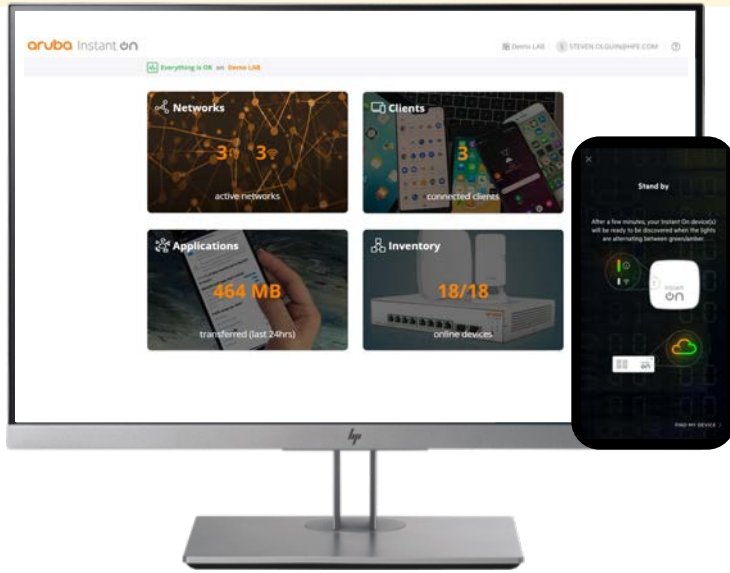 aruba Instant on
Demo LAB
STEVEN.OLGUIN@HPE.COM
Everything is OK on Demo LAB
Networks
3 3
active networks
Clients
3
connected clients
Applications
464 MB
transferred (last 24hrs)
Inventory
18/18
online devices
hp
Stand by
After a few minutes, your Instant On device(s)
will be ready to be discovered when the lights
are alternating between green/amber.
INSTANT
on
FIND MY DEVICE